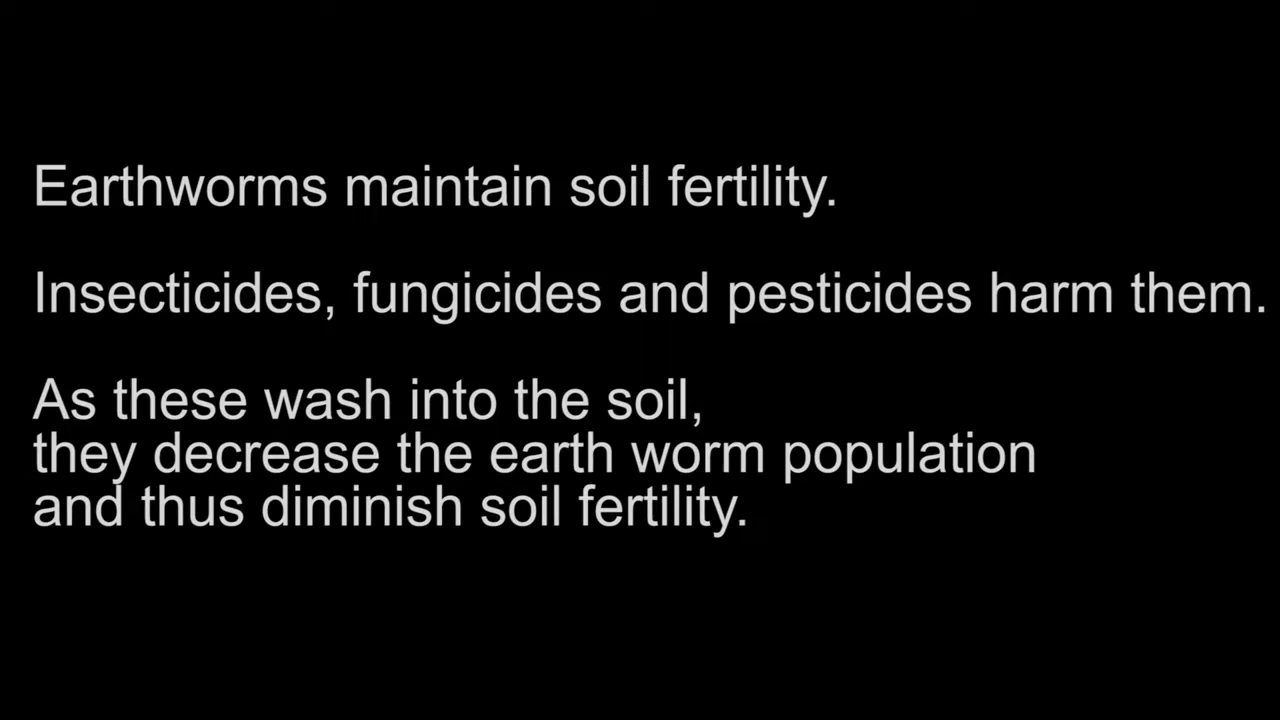 Earthworms maintain soil fertility.
Insecticides, fungicides and pesticides harm them.
As these wash into the soil,
they decrease the earth worm population
and thus diminish soil fertility.